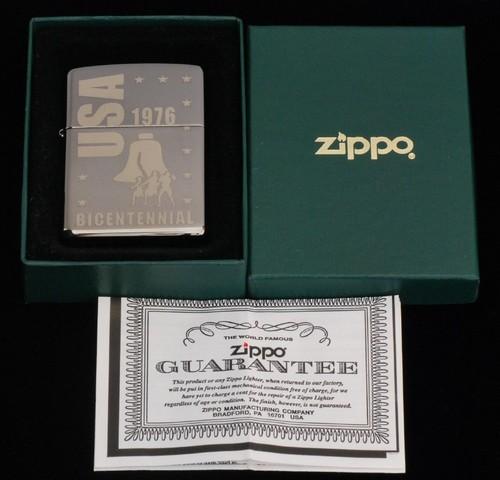 USA
1976
BICENTENNIAL
Zippo
THE WORLD FAMOUS
Zippo
GUARANTEE
This product or any Zippo Lighter, when returned to our factory,
will be put in first-class mechanical condition free of charge, for we
have yet to charge a cent for the repair of a Zippo Lighter
regardless of age or condition. The finish, however, is not guaranteed.
ZIPPO MANUFACTURING COMPANY
BRADFORD, PA 16701 USA